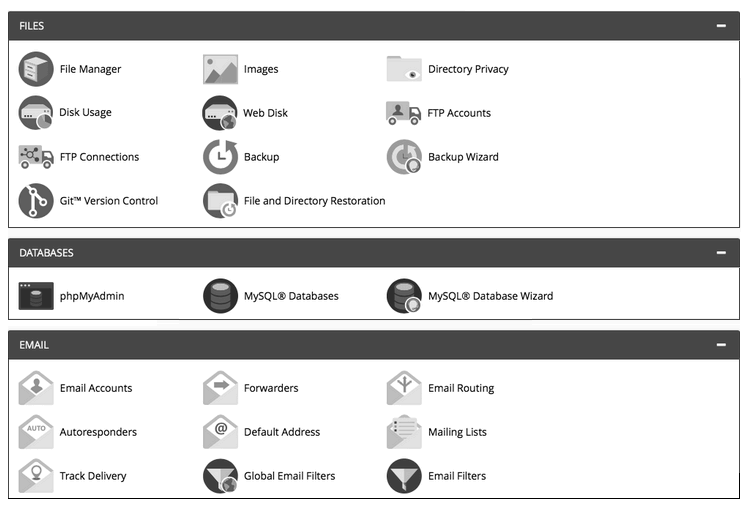 FILES
File Manager
Images
Directory Privacy
Disk Usage
Web Disk
FTP Accounts
FTP Connections
Backup
Backup Wizard
Git™ Version Control
File and Directory Restoration
DATABASES
phpMyAdmin
MySQL® Databases
MySQL® Database Wizard
EMAIL
Email Accounts
Forwarders
Email Routing
AUTO
Autoresponders
@
Default Address
Mailing Lists
Track Delivery
Global Email Filters
Email Filters